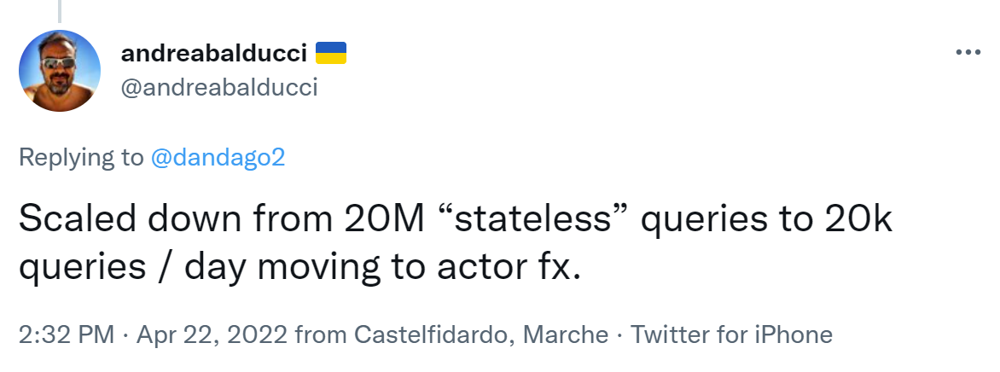 andreabalducci 🇺🇦
@andreabalducci
Replying to @dandago2
Scaled down from 20M “stateless” queries to 20k
queries / day moving to actor fx.
2:32 PM · Apr 22, 2022 from Castelfidardo, Marche · Twitter for iPhone